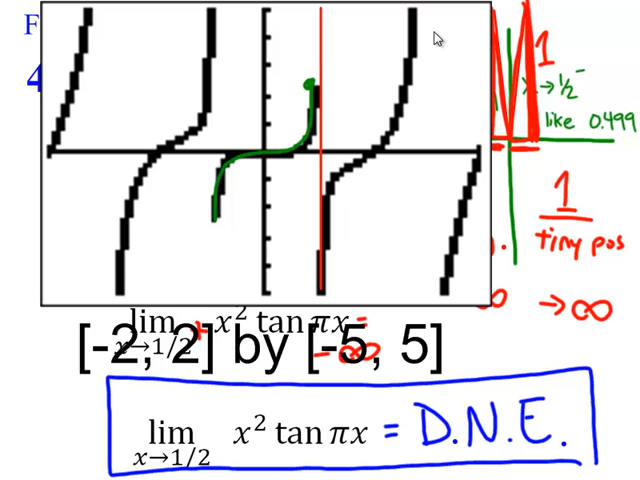 F
4
1
x → ½⁻
like 0.499
1
tiny pos
∞ → ∞
lim x→1/2⁺ x² tan πx = -∞
[-2, 2] by [-5, 5]
lim x→1/2 x² tan πx = D.N.E.